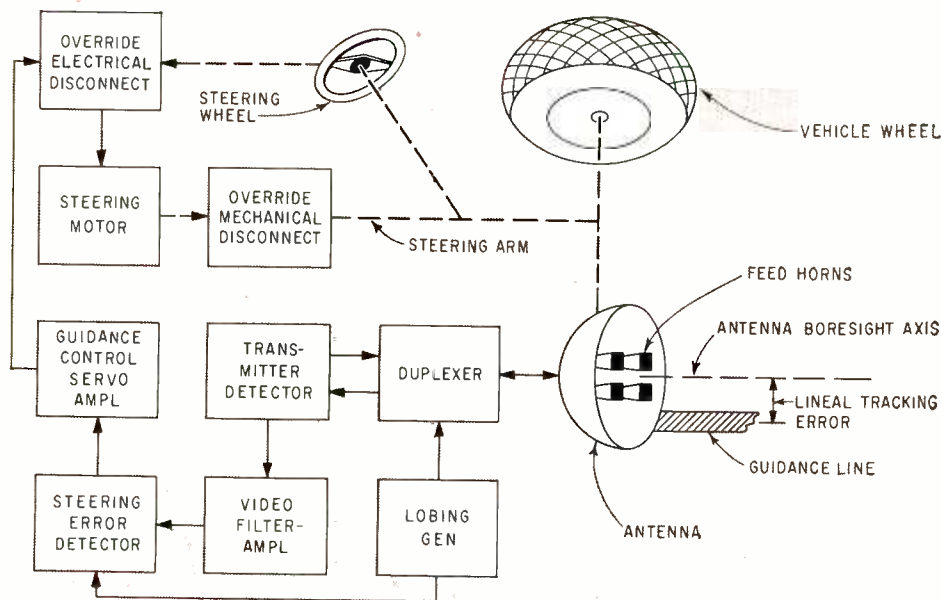 OVERRIDE
ELECTRICAL
DISCONNECT
STEERING
WHEEL
VEHICLE WHEEL
STEERING
MOTOR
OVERRIDE
MECHANICAL
DISCONNECT
STEERING ARM
FEED HORNS
GUIDANCE
CONTROL
SERVO
AMPL
TRANS-
MITTER
DETECTOR
DUPLEXER
ANTENNA BORESIGHT AXIS
LINEAL TRACKING
ERROR
GUIDANCE LINE
STEERING
ERROR
DETECTOR
VIDEO
FILTER-
AMPL
LOBING
GEN
ANTENNA